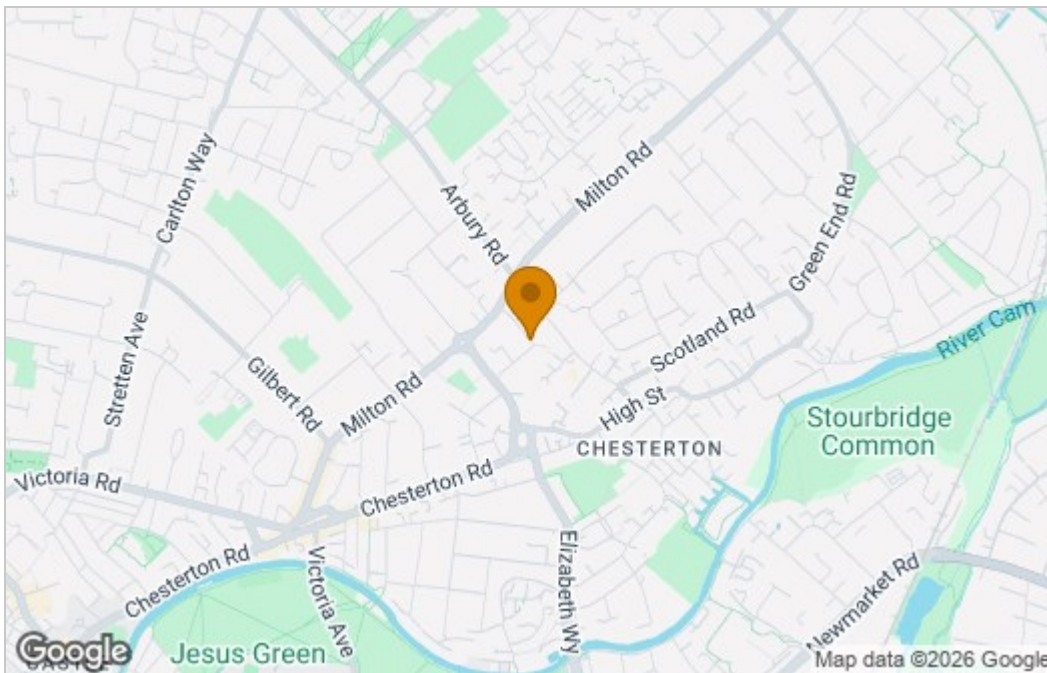 Milton Rd
Carlton Way
Arbury Rd
Green End Rd
River Cam
Scotland Rd
Stretten Ave
Gilbert Rd
Milton Rd
High St
Stourbridge
Common
CHESTERTON
Victoria Rd
Chesterton Rd
Elizabeth Wy
Chesterton Rd
Victoria Ave
Newmarket Rd
Jesus Green
CASTLE
Google
Map data ©2026 Google